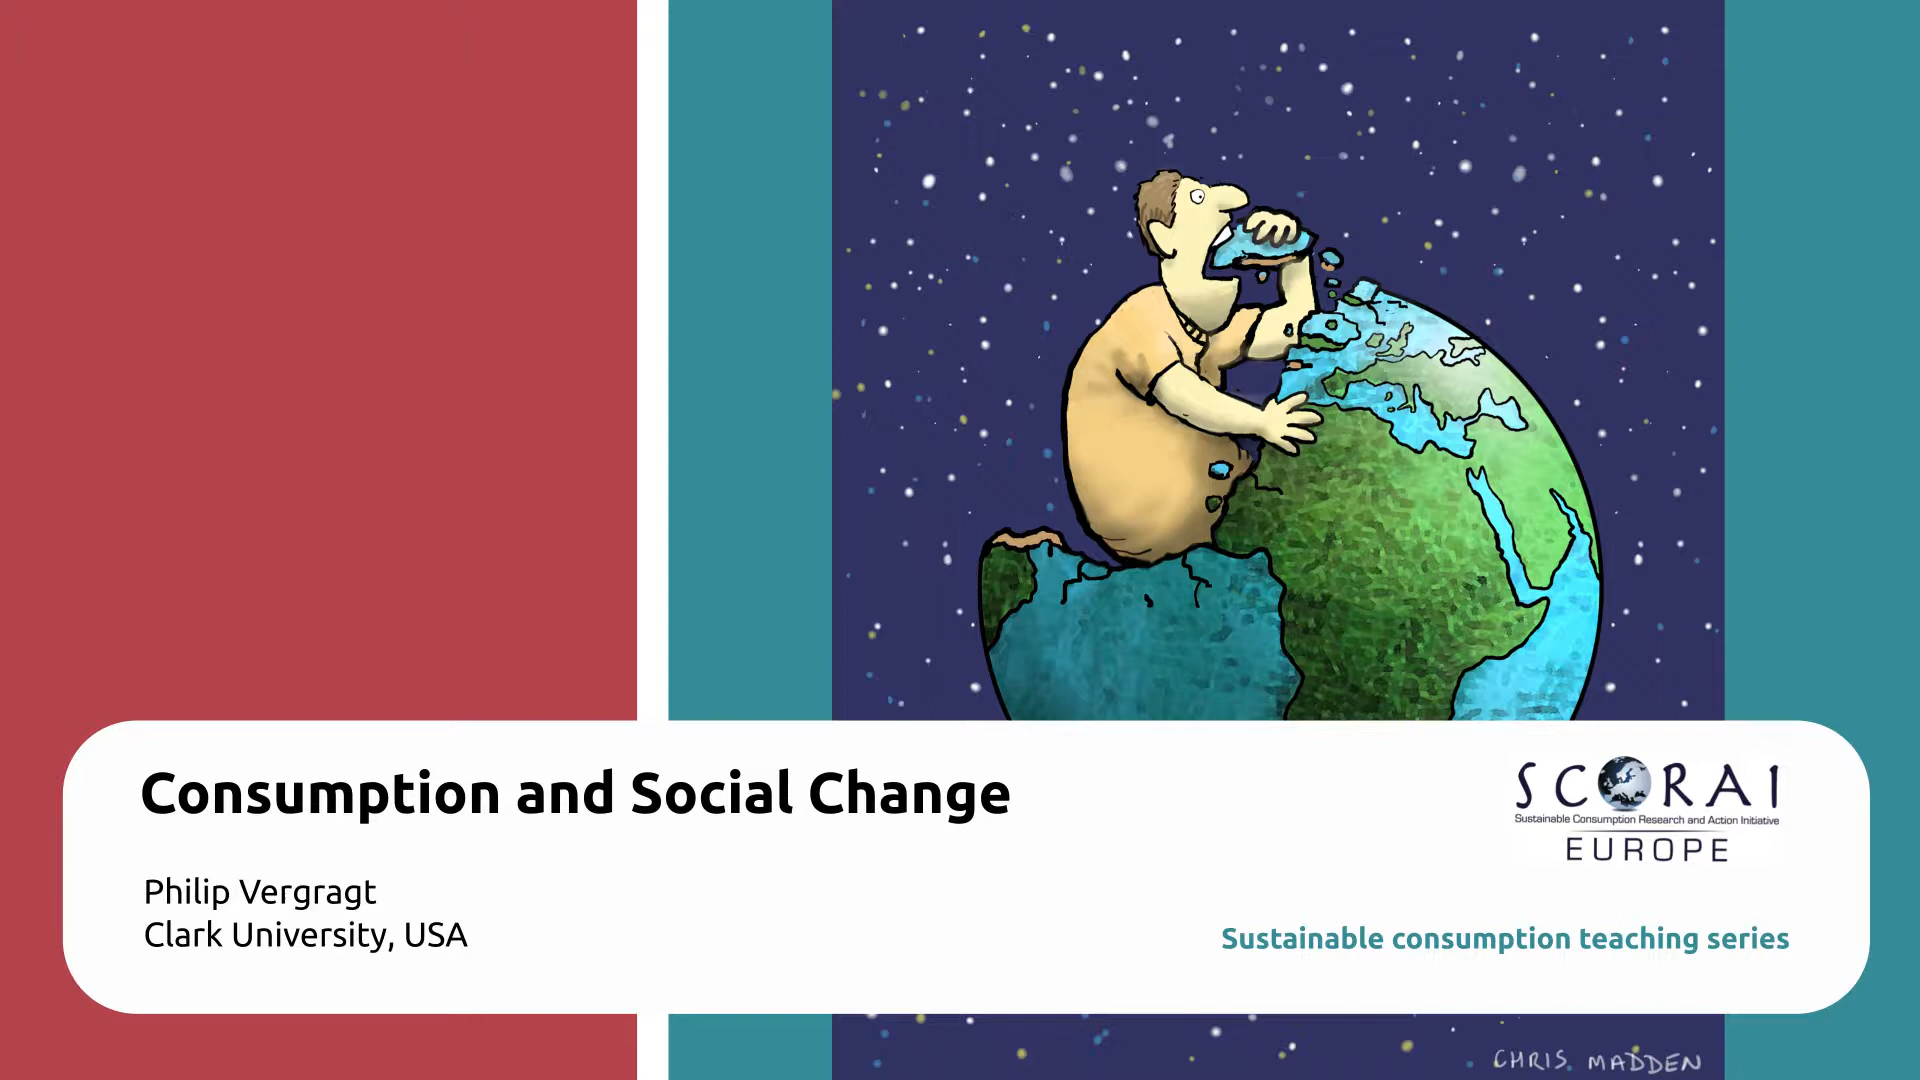 Consumption and Social Change
Philip Vergragt
Clark University, USA
SCORAI
Sustainable Consumption Research and Action Initiative
EUROPE
Sustainable consumption teaching series
CHRIS MADDEN